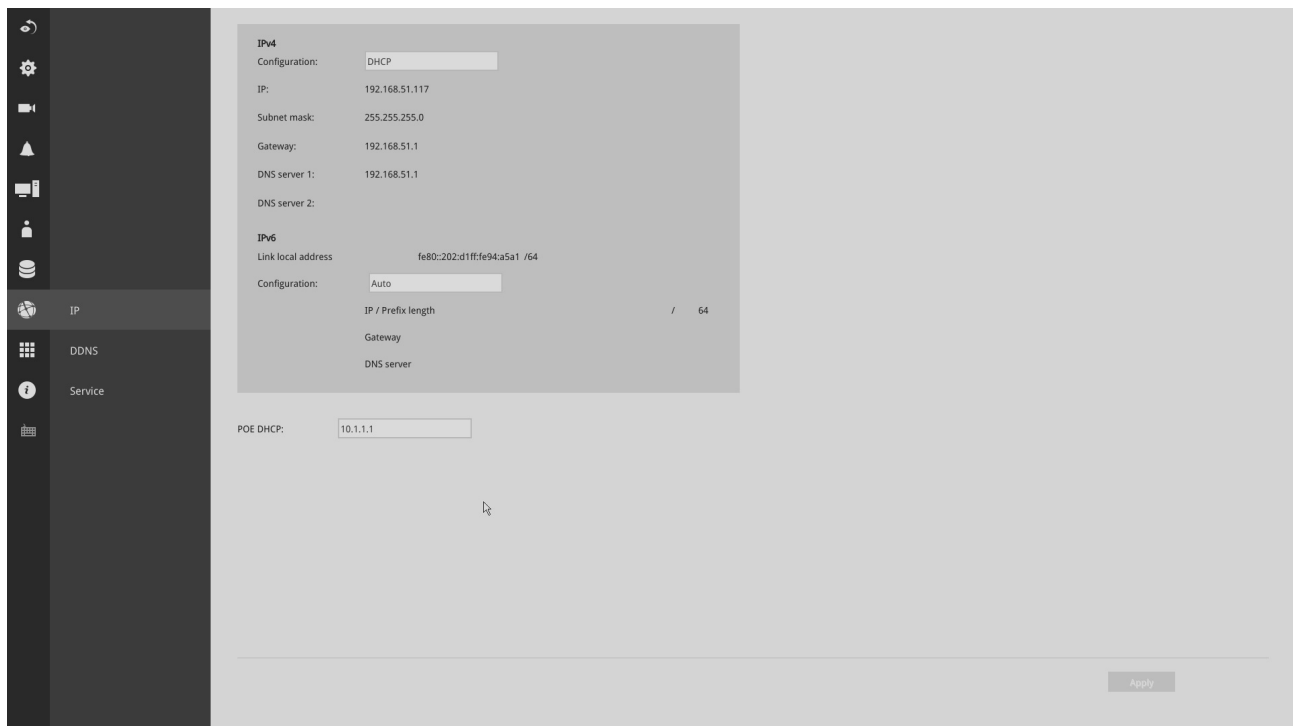 IPv4
Configuration: DHCP
IP: 192.168.51.117
Subnet mask: 255.255.255.0
Gateway: 192.168.51.1
DNS server 1: 192.168.51.1
DNS server 2:
IPv6
Link local address fe80::202:d1ff:fe94:a5a1 /64
Configuration: Auto
IP / Prefix length / 64
Gateway
DNS server
IP
DDNS
Service
POE DHCP: 10.1.1.1
Apply